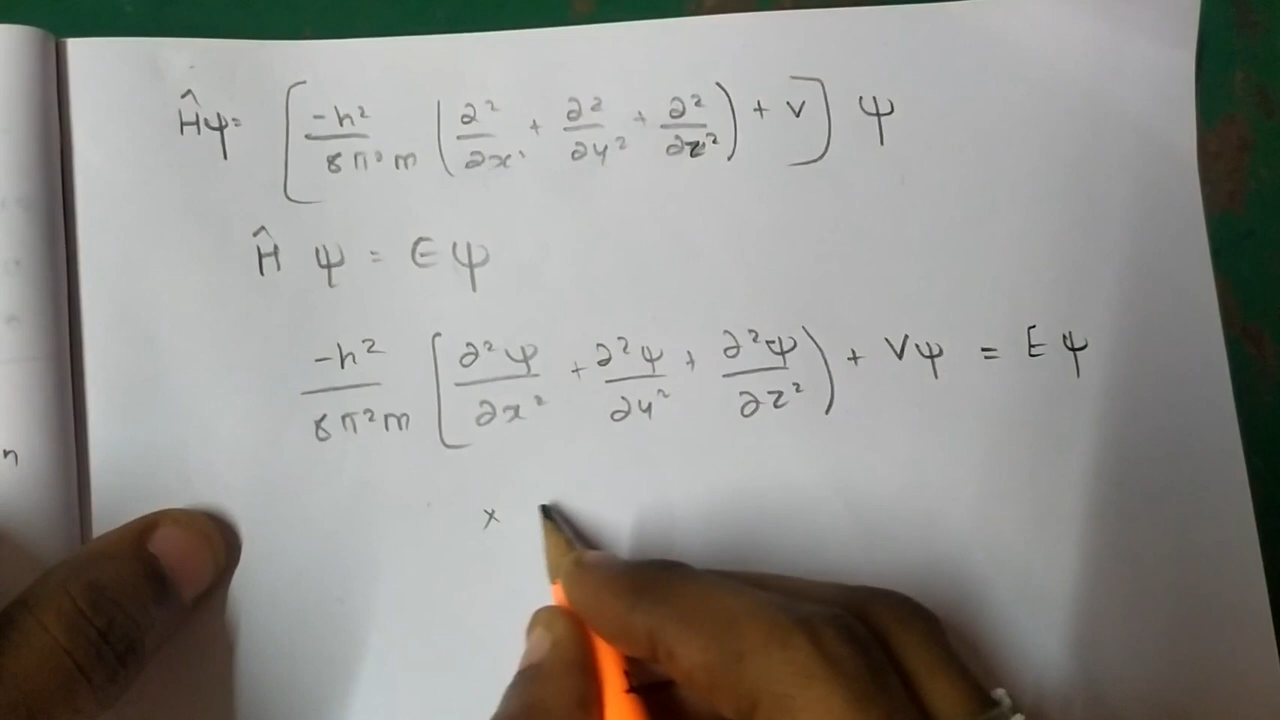 Ĥψ = [ -h²/8π²m ( ∂²/∂x² + ∂²/∂y² + ∂²/∂z² ) + V ] ψ
Ĥ ψ = E ψ
-h²/8π²m [ ∂²ψ/∂x² + ∂²ψ/∂y² + ∂²ψ/∂z² ) + Vψ = E ψ
n
x